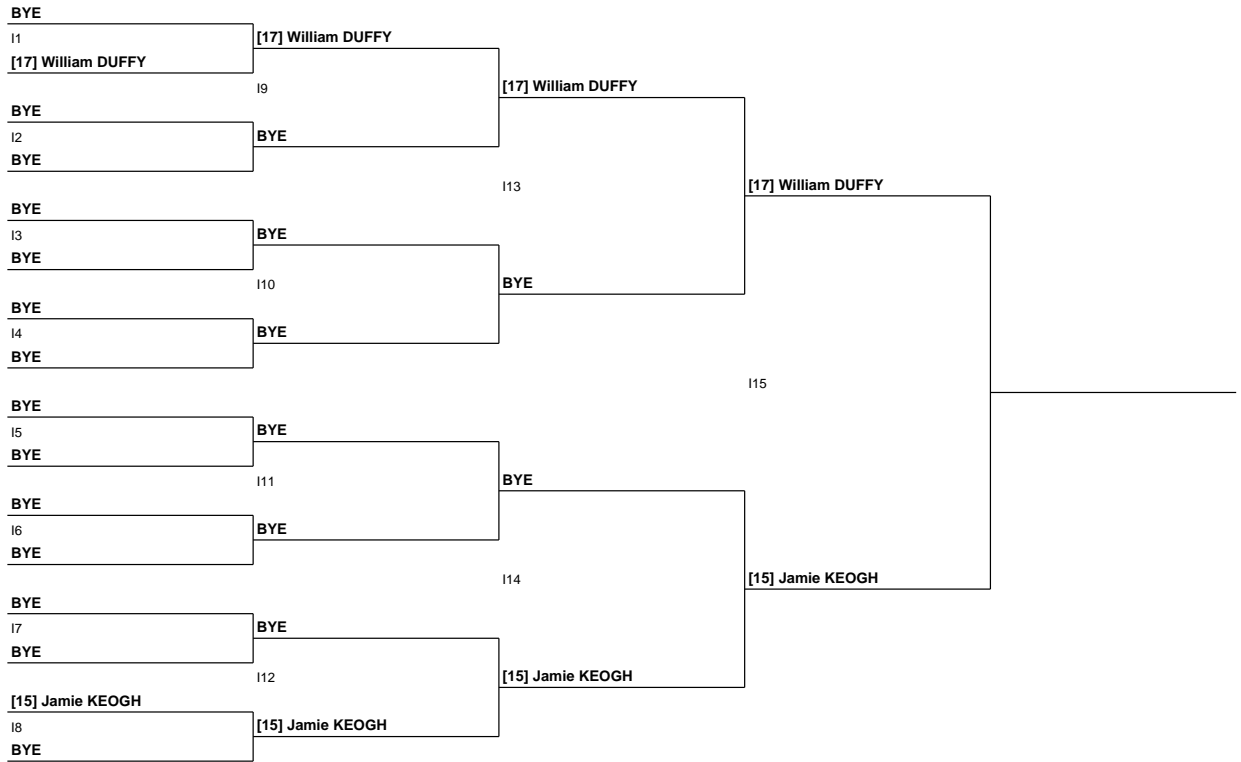 BYE
I1
[17] William DUFFY
BYE
I2
BYE
BYE
I3
BYE
BYE
I4
BYE
BYE
I5
BYE
BYE
I6
BYE
BYE
I7
BYE
[15] Jamie KEOGH
I8
BYE
[17] William DUFFY
I9
BYE
BYE
I10
BYE
BYE
I11
BYE
BYE
I12
[15] Jamie KEOGH
[17] William DUFFY
I13
BYE
BYE
I14
[15] Jamie KEOGH
[17] William DUFFY
I15
[15] Jamie KEOGH